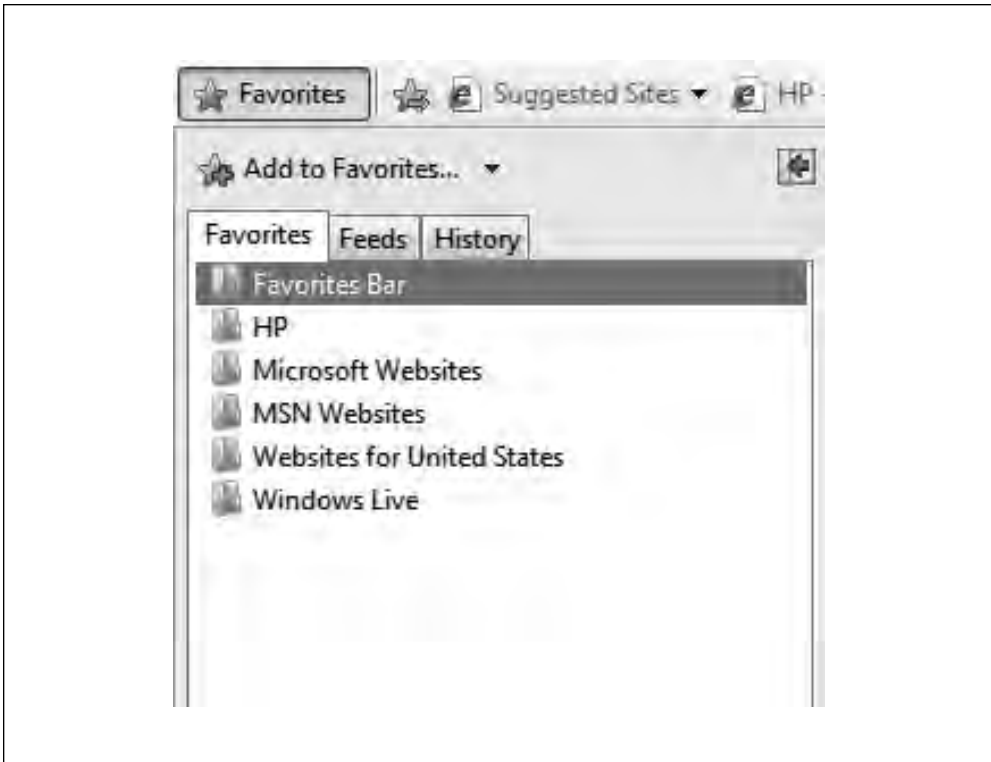 Favorites Suggested Sites HP
Add to Favorites...
Favorites Feeds History
Favorites Bar
HP
Microsoft Websites
MSN Websites
Websites for United States
Windows Live